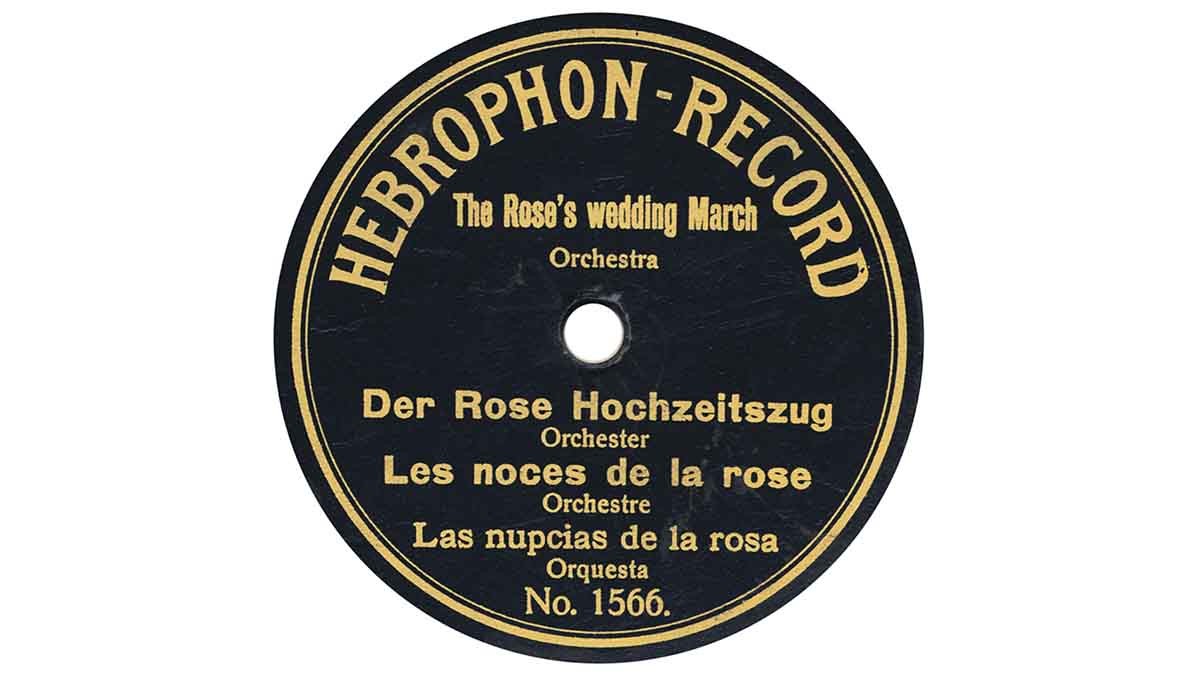 HEBROPHON-RECORD
The Rose's wedding March
Orchestra
Der Rose Hochzeitszug
Orchester
Les noces de la rose
Orchestre
Las nupcias de la rosa
Orquesta
No. 1566.